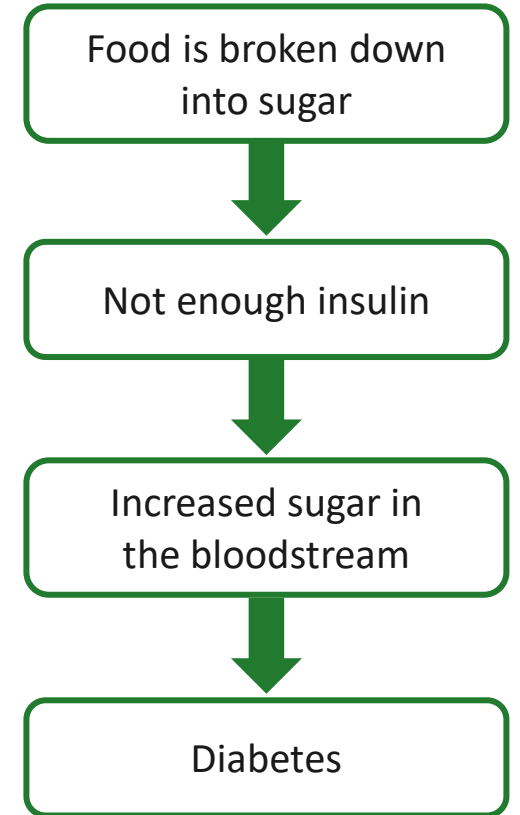 Food is broken down
into sugar
Not enough insulin
Increased sugar in
the bloodstream
Diabetes